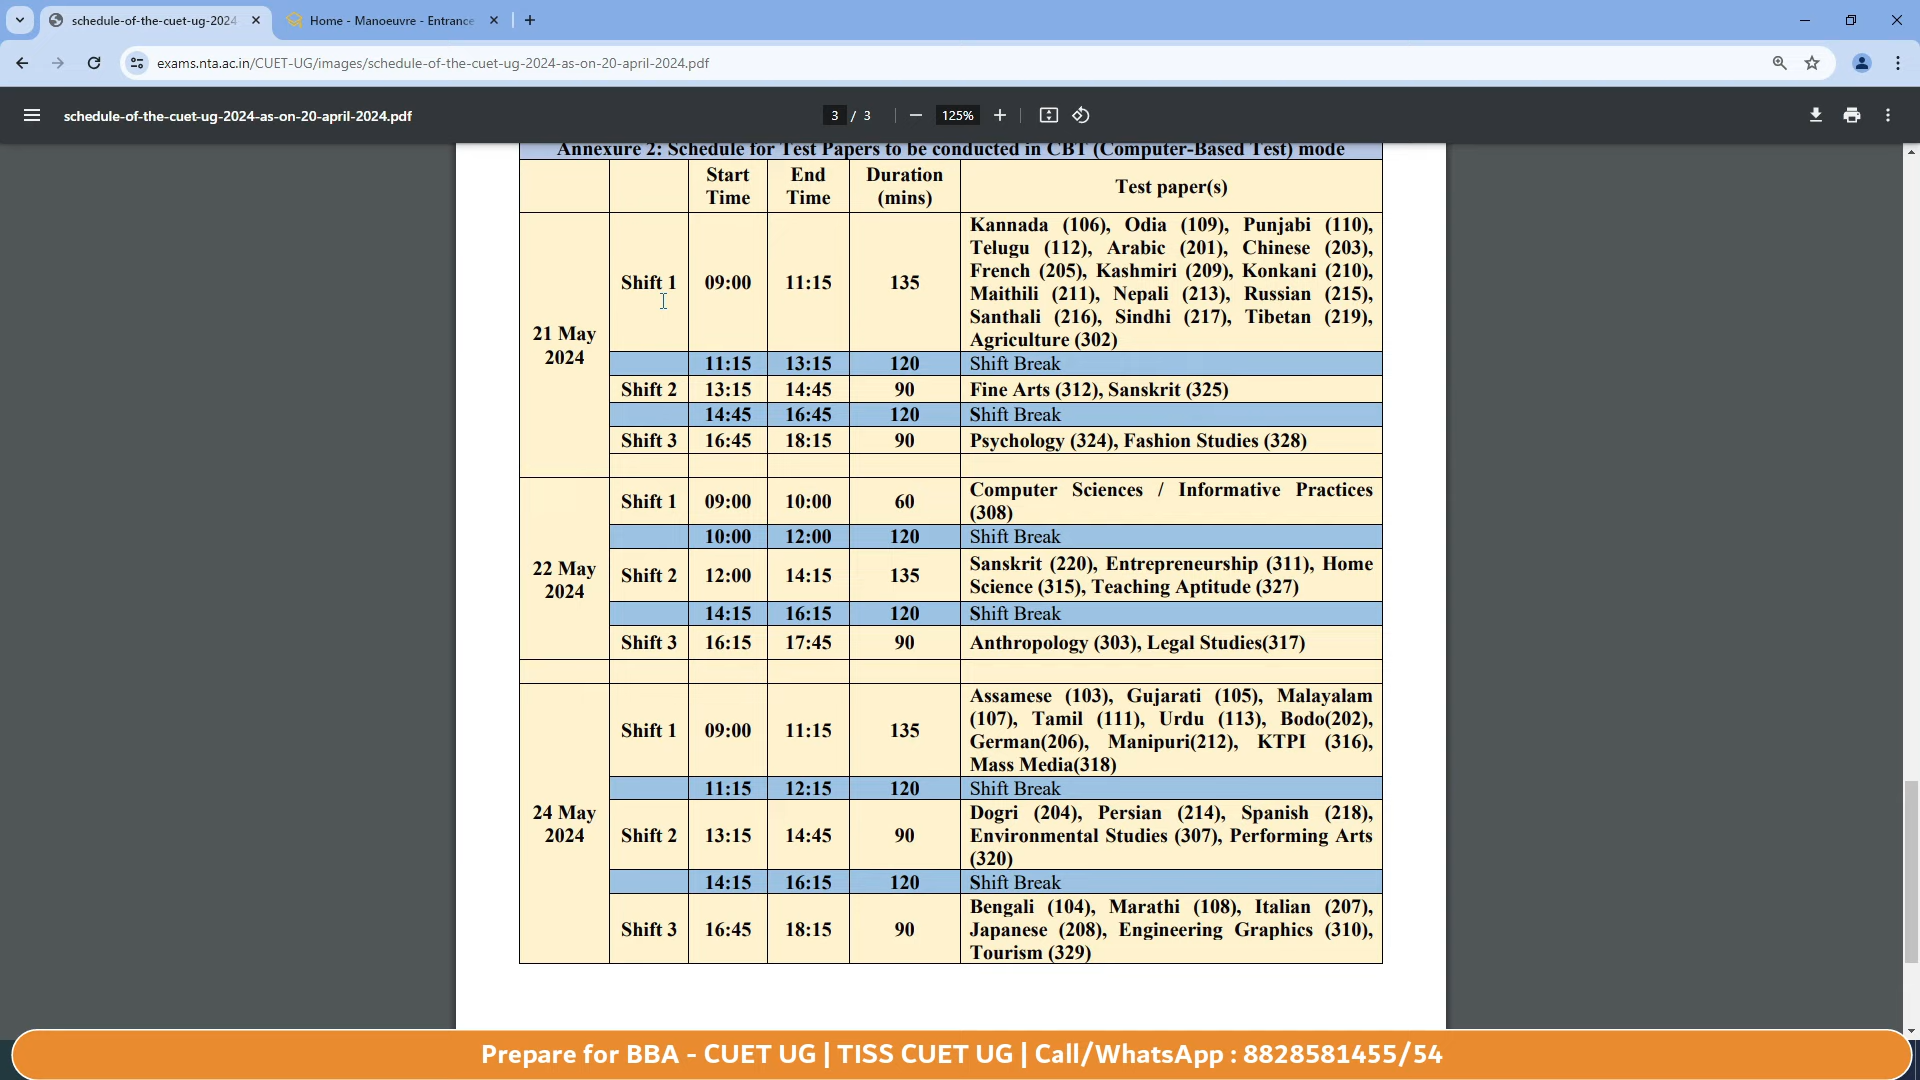 schedule-of-the-cuet-ug-2024
Home - Manoeuvre - Entrance
exams.nta.ac.in/CUET-UG/images/schedule-of-the-cuet-ug-2024-as-on-20-april-2024.pdf
schedule-of-the-cuet-ug-2024-as-on-20-april-2024.pdf
3 / 3
125%
Annexure 2: Schedule for Test Papers to be conducted in CBT (Computer-Based Test) mode
Start Time End Time Duration (mins) Test paper(s)
21 May 2024
Shift 1 09:00 11:15 135
Kannada (106), Odia (109), Punjabi (110),
Telugu (112), Arabic (201), Chinese (203),
French (205), Kashmiri (209), Konkani (210),
Maithili (211), Nepali (213), Russian (215),
Santhali (216), Sindhi (217), Tibetan (219),
Agriculture (302)
11:15 13:15 120 Shift Break
Shift 2 13:15 14:45 90 Fine Arts (312), Sanskrit (325)
14:45 16:45 120 Shift Break
Shift 3 16:45 18:15 90 Psychology (324), Fashion Studies (328)
22 May 2024
Shift 1 09:00 10:00 60
Computer Sciences / Informative Practices
(308)
10:00 12:00 120 Shift Break
Shift 2 12:00 14:15 135
Sanskrit (220), Entrepreneurship (311), Home
Science (315), Teaching Aptitude (327)
14:15 16:15 120 Shift Break
Shift 3 16:15 17:45 90 Anthropology (303), Legal Studies(317)
24 May 2024
Shift 1 09:00 11:15 135
Assamese (103), Gujarati (105), Malayalam
(107), Tamil (111), Urdu (113), Bodo(202),
German(206), Manipuri(212), KTPI (316),
Mass Media(318)
11:15 12:15 120 Shift Break
Shift 2 13:15 14:45 90
Dogri (204), Persian (214), Spanish (218),
Environmental Studies (307), Performing Arts
(320)
14:15 16:15 120 Shift Break
Shift 3 16:45 18:15 90
Bengali (104), Marathi (108), Italian (207),
Japanese (208), Engineering Graphics (310),
Tourism (329)
Prepare for BBA - CUET UG | TISS CUET UG | Call/WhatsApp : 8828581455/54